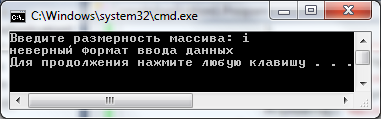 C:\Windows\system32\cmd.exe
Введите размерность массива: i
неверный формат ввода данных
Для продолжения нажмите любую клавишу . . .